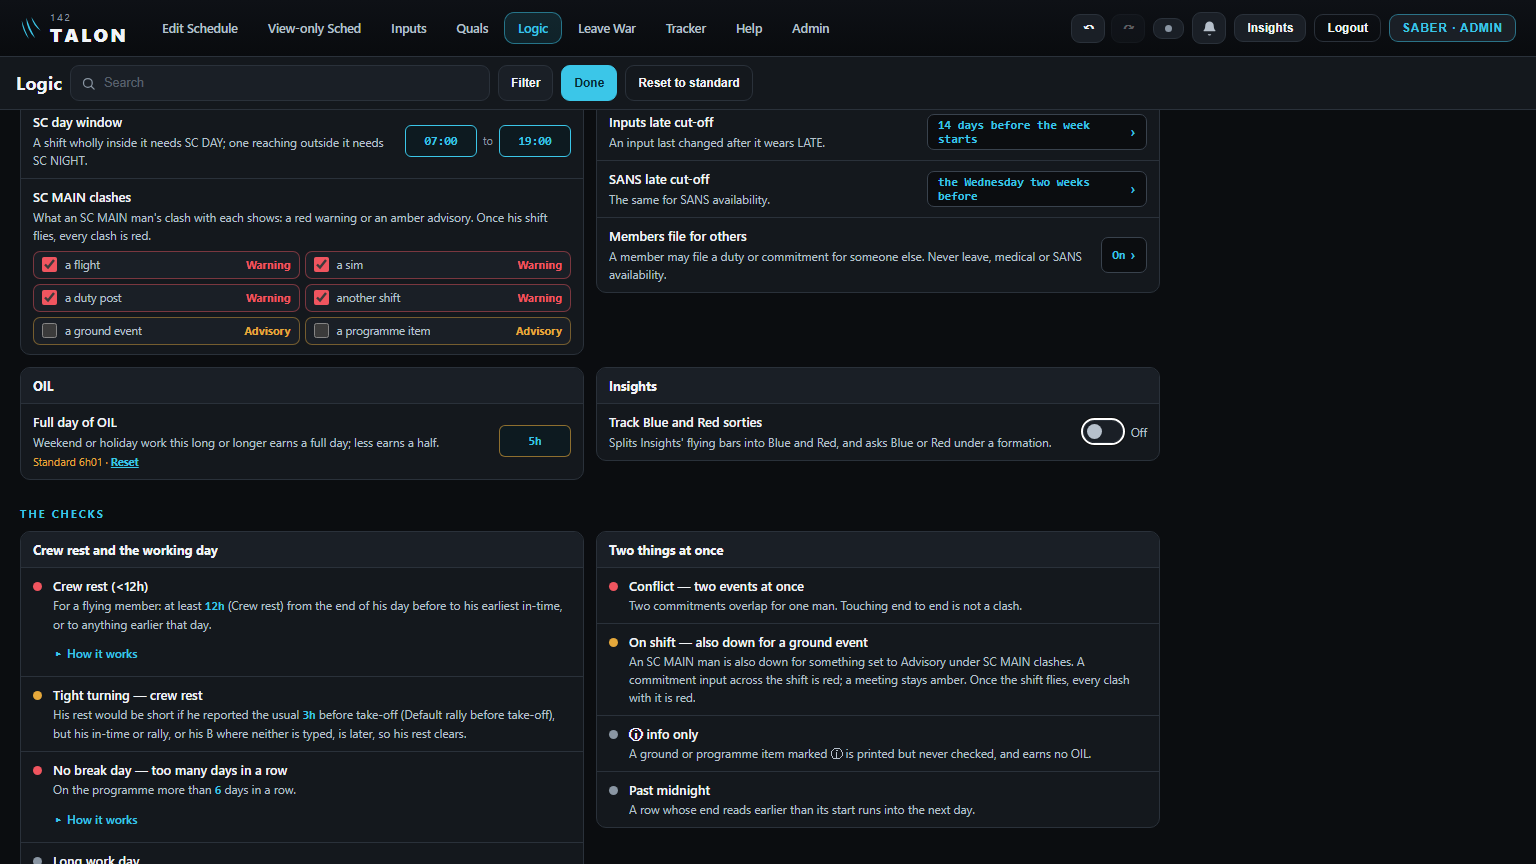 142
TALON
Edit Schedule
View-only Sched
Inputs
Quals
Logic
Leave War
Tracker
Help
Admin
Insights
Logout
SABER · ADMIN
Logic
Search
Filter
Done
Reset to standard
SC day window
A shift wholly inside it needs SC DAY; one reaching outside it needs
SC NIGHT.
07:00 to 19:00
SC MAIN clashes
What an SC MAIN man's clash with each shows: a red warning or an amber advisory. Once his shift
flies, every clash is red.
a flight Warning
a sim Warning
a duty post Warning
another shift Warning
a ground event Advisory
a programme item Advisory
Inputs late cut-off
An input last changed after it wears LATE.
14 days before the week
starts ›
SANS late cut-off
The same for SANS availability.
the Wednesday two weeks
before ›
Members file for others
A member may file a duty or commitment for someone else. Never leave, medical or SANS
availability.
On ›
OIL
Full day of OIL
Weekend or holiday work this long or longer earns a full day; less earns a half.
Standard 6h01 · Reset
5h
Insights
Track Blue and Red sorties
Splits Insights' flying bars into Blue and Red, and asks Blue or Red under a formation.
Off
THE CHECKS
Crew rest and the working day
Crew rest (<12h)
For a flying member: at least 12h (Crew rest) from the end of his day before to his earliest in-time,
or to anything earlier that day.
▸ How it works
Tight turning — crew rest
His rest would be short if he reported the usual 3h before take-off (Default rally before take-off),
but his in-time or rally, or his B where neither is typed, is later, so his rest clears.
No break day — too many days in a row
On the programme more than 6 days in a row.
▸ How it works
Long work day
Two things at once
Conflict — two events at once
Two commitments overlap for one man. Touching end to end is not a clash.
On shift — also down for a ground event
An SC MAIN man is also down for something set to Advisory under SC MAIN clashes. A
commitment input across the shift is red; a meeting stays amber. Once the shift flies, every clash
with it is red.
ⓘ info only
A ground or programme item marked ⓘ is printed but never checked, and earns no OIL.
Past midnight
A row whose end reads earlier than its start runs into the next day.